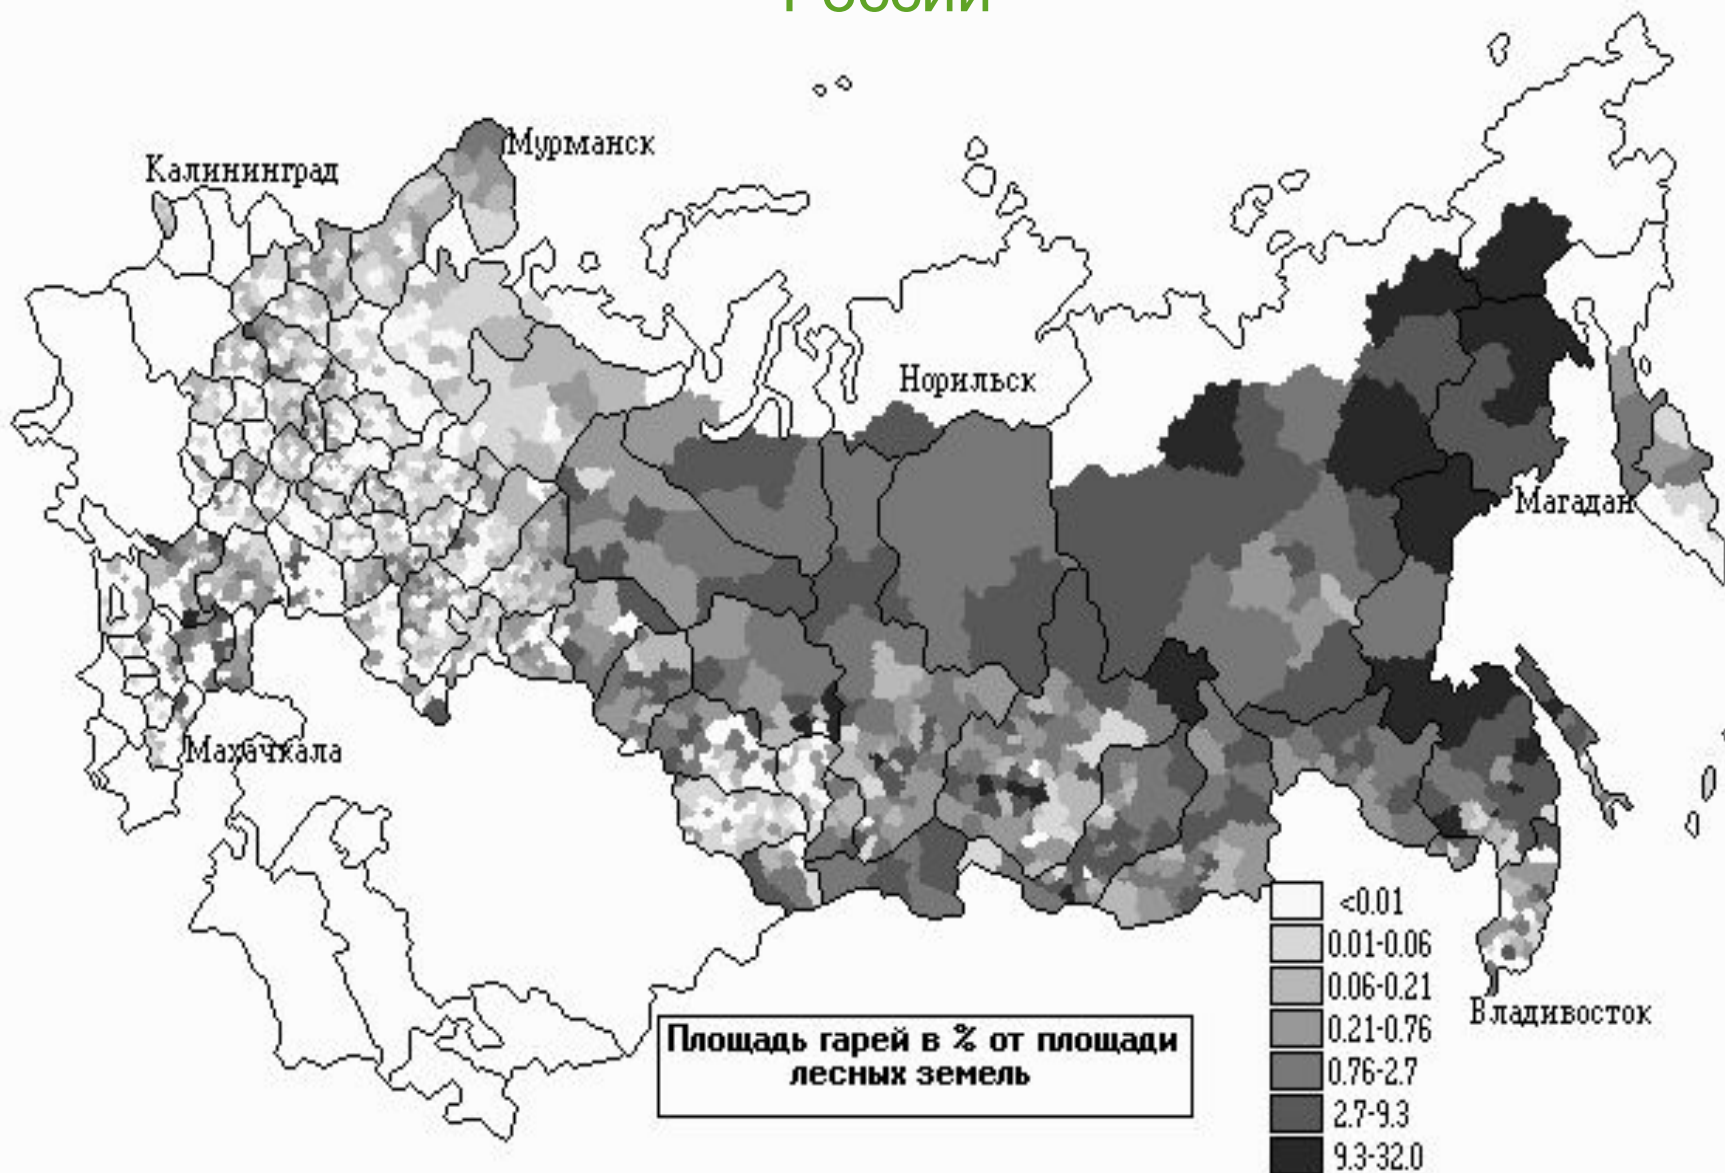 России
Мурманск
Калининград
Норильск
Магадан
Махачкала
<0.01
0.01-0.06
0.06-0.21
0.21-0.76
0.76-2.7
2.7-9.3
9.3-32.0
Владивосток
Площадь гарей в % от площади
лесных земель